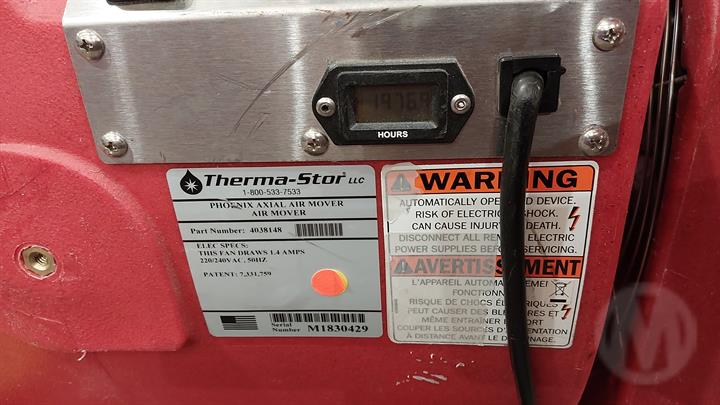 19769
HOURS
Therma-Stor LLC
1-800-533-7533
PHOENIX AXIAL AIR MOVER
AIR MOVER
Part Number: 4038148
ELEC SPECS:
THIS FAN DRAWS 1.4 AMPS
220/240VAC, 50HZ
PATENT: 7,331,759
Serial
Number M1830429
WARNING
AUTOMATICALLY OPERATED DEVICE.
RISK OF ELECTRIC SHOCK.
CAN CAUSE INJURY OR DEATH.
DISCONNECT ALL REMOTE ELECTRIC
POWER SUPPLIES BEFORE SERVICING.
AVERTISSEMENT
L'APPAREIL AUTOMATIQUEMENT
FONCTIONNE.
RISQUE DE CHOCS ÉLECTRIQUES
PEUT CAUSER DES BLESSURES ET
MÊME ENTRAÎNER LA MORT
COUPER LES SOURCES D'ALIMENTATION
À DISTANCE AVANT LE DÉPANNAGE.
M